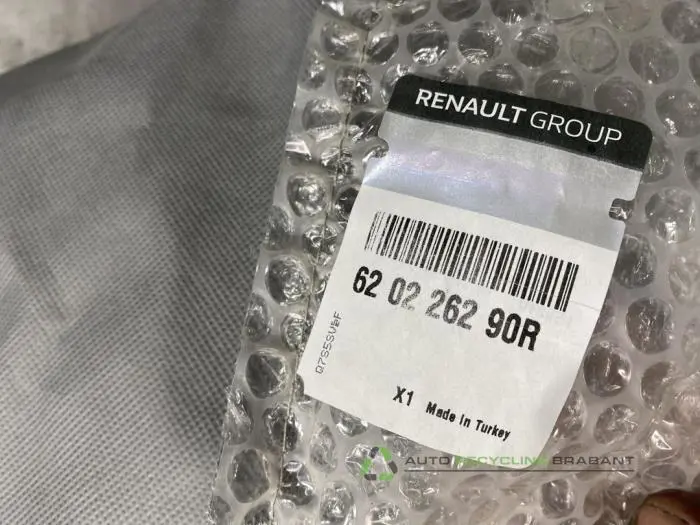 RENAULT GROUP
62 02 262 90R
X1 Made in Turkey
AUTO RECYCLING BRABANT